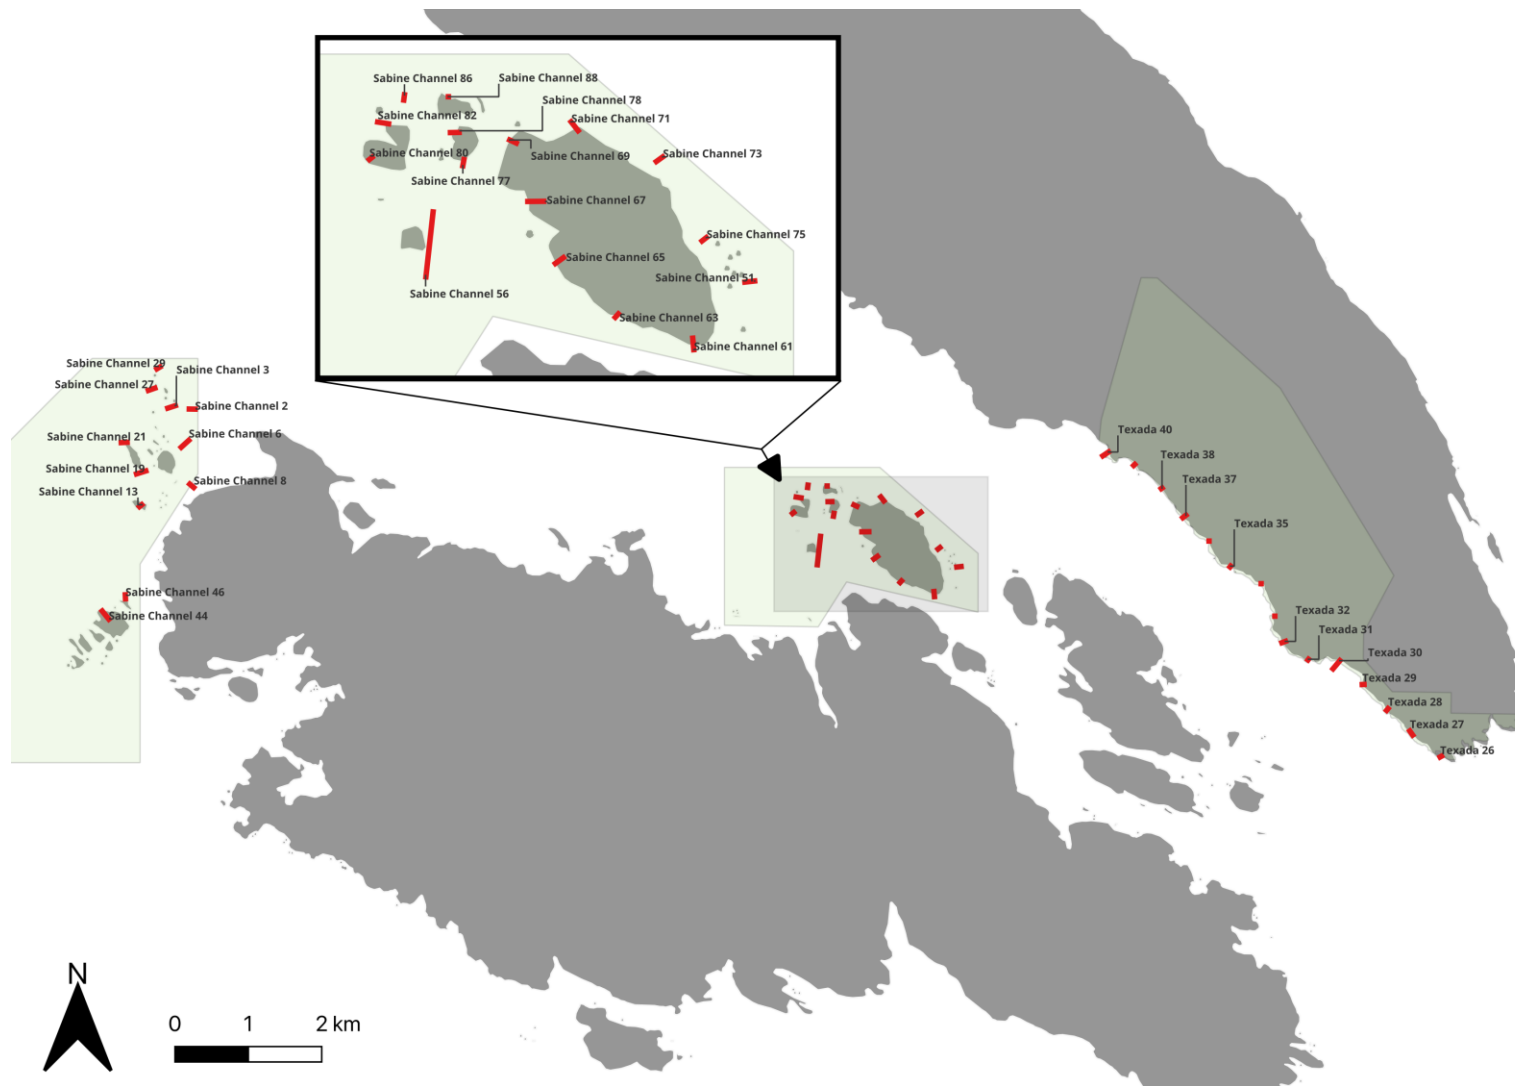 Sabine Channel 86
Sabine Channel 88
Sabine Channel 78
Sabine Channel 82
Sabine Channel 71
Sabine Channel 80
Sabine Channel 69
Sabine Channel 73
Sabine Channel 77
Sabine Channel 67
Sabine Channel 75
Sabine Channel 65
Sabine Channel 51
Sabine Channel 56
Sabine Channel 63
Sabine Channel 61
Sabine Channel 29
Sabine Channel 3
Sabine Channel 27
Sabine Channel 2
Sabine Channel 21
Sabine Channel 6
Sabine Channel 19
Sabine Channel 8
Sabine Channel 13
Sabine Channel 46
Sabine Channel 44
Texada 40
Texada 38
Texada 37
Texada 35
Texada 32
Texada 31
Texada 30
Texada 29
Texada 28
Texada 27
Texada 26
N
0 1 2 km